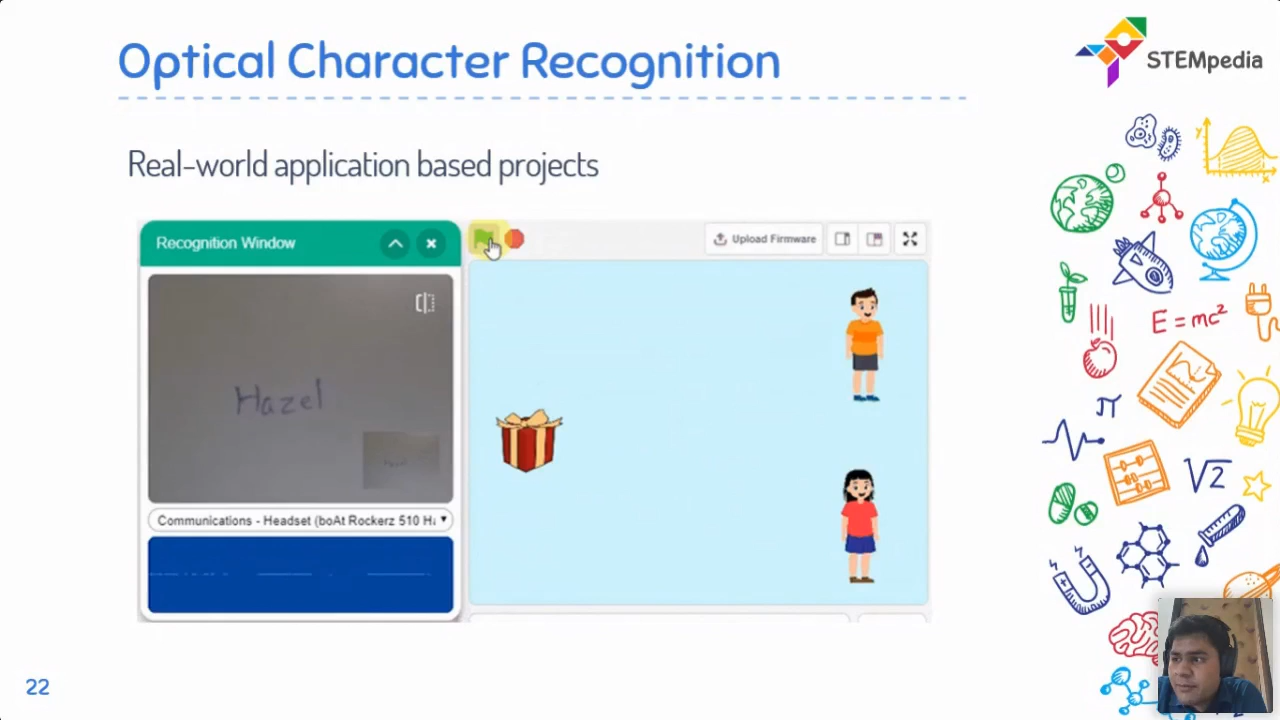 Optical Character Recognition
STEMpedia
Real-world application based projects
Recognition Window
Upload Firmware
Hazel
Communications - Headset (boAt Rockerz 510 Ha
y
x
E = mc²
π
√2
22